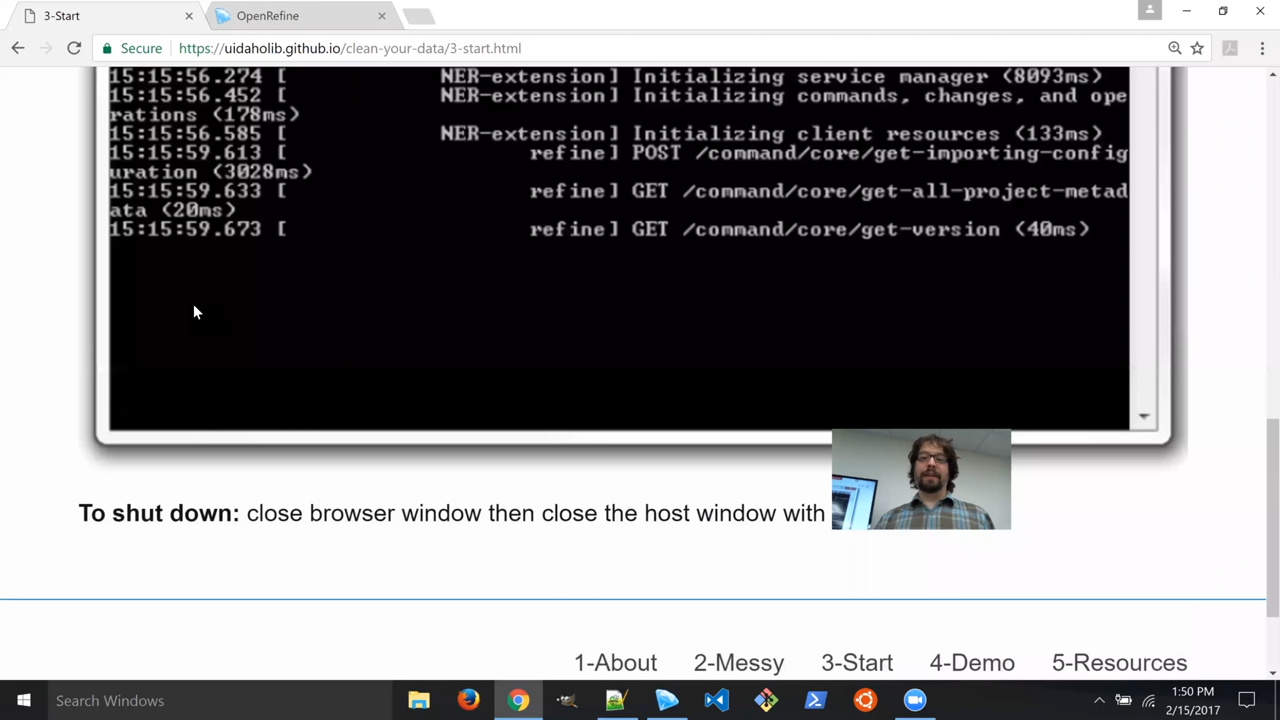 3-Start
OpenRefine
Secure
https://uidaholib.github.io/clean-your-data/3-start.html
15:15:56.274 [ NER-extension] Initializing service manager (8093ms)
15:15:56.452 [ NER-extension] Initializing commands, changes, and ope
rations (178ms)
15:15:56.585 [ NER-extension] Initializing client resources (133ms)
15:15:59.613 [ refine] POST /command/core/get-importing-config
uration (3028ms)
15:15:59.633 [ refine] GET /command/core/get-all-project-metad
ata (20ms)
15:15:59.673 [ refine] GET /command/core/get-version (40ms)
To shut down: close browser window then close the host window with
1-About 2-Messy 3-Start 4-Demo 5-Resources
Search Windows
1:50 PM
2/15/2017